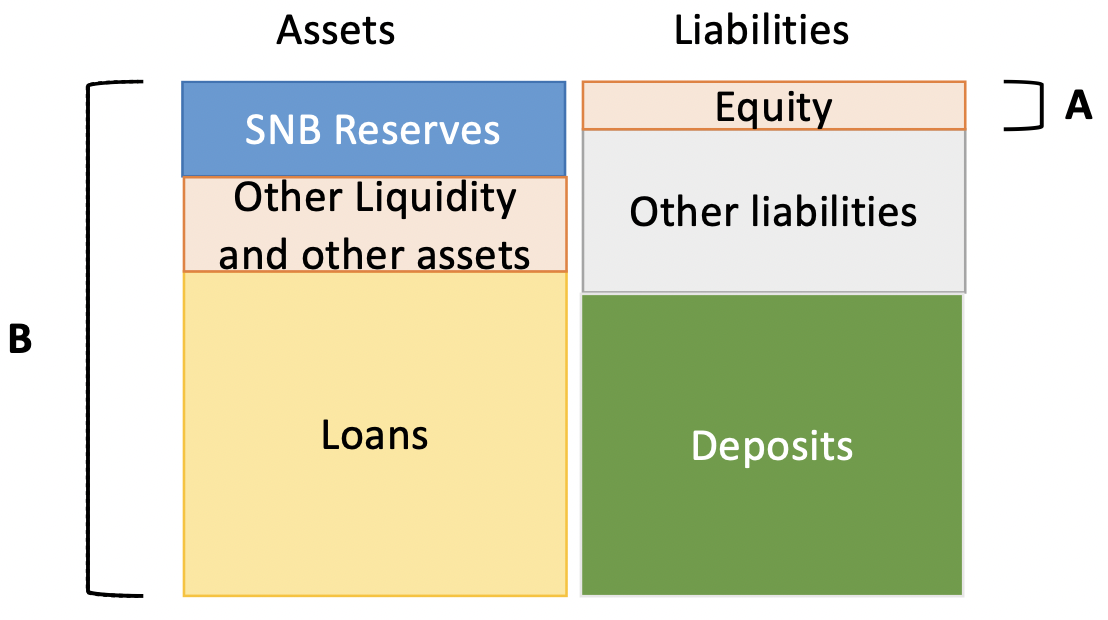 Assets
Liabilities
SNB Reserves
Other Liquidity
and other assets
Loans
Equity
Other liabilities
Deposits
A
B